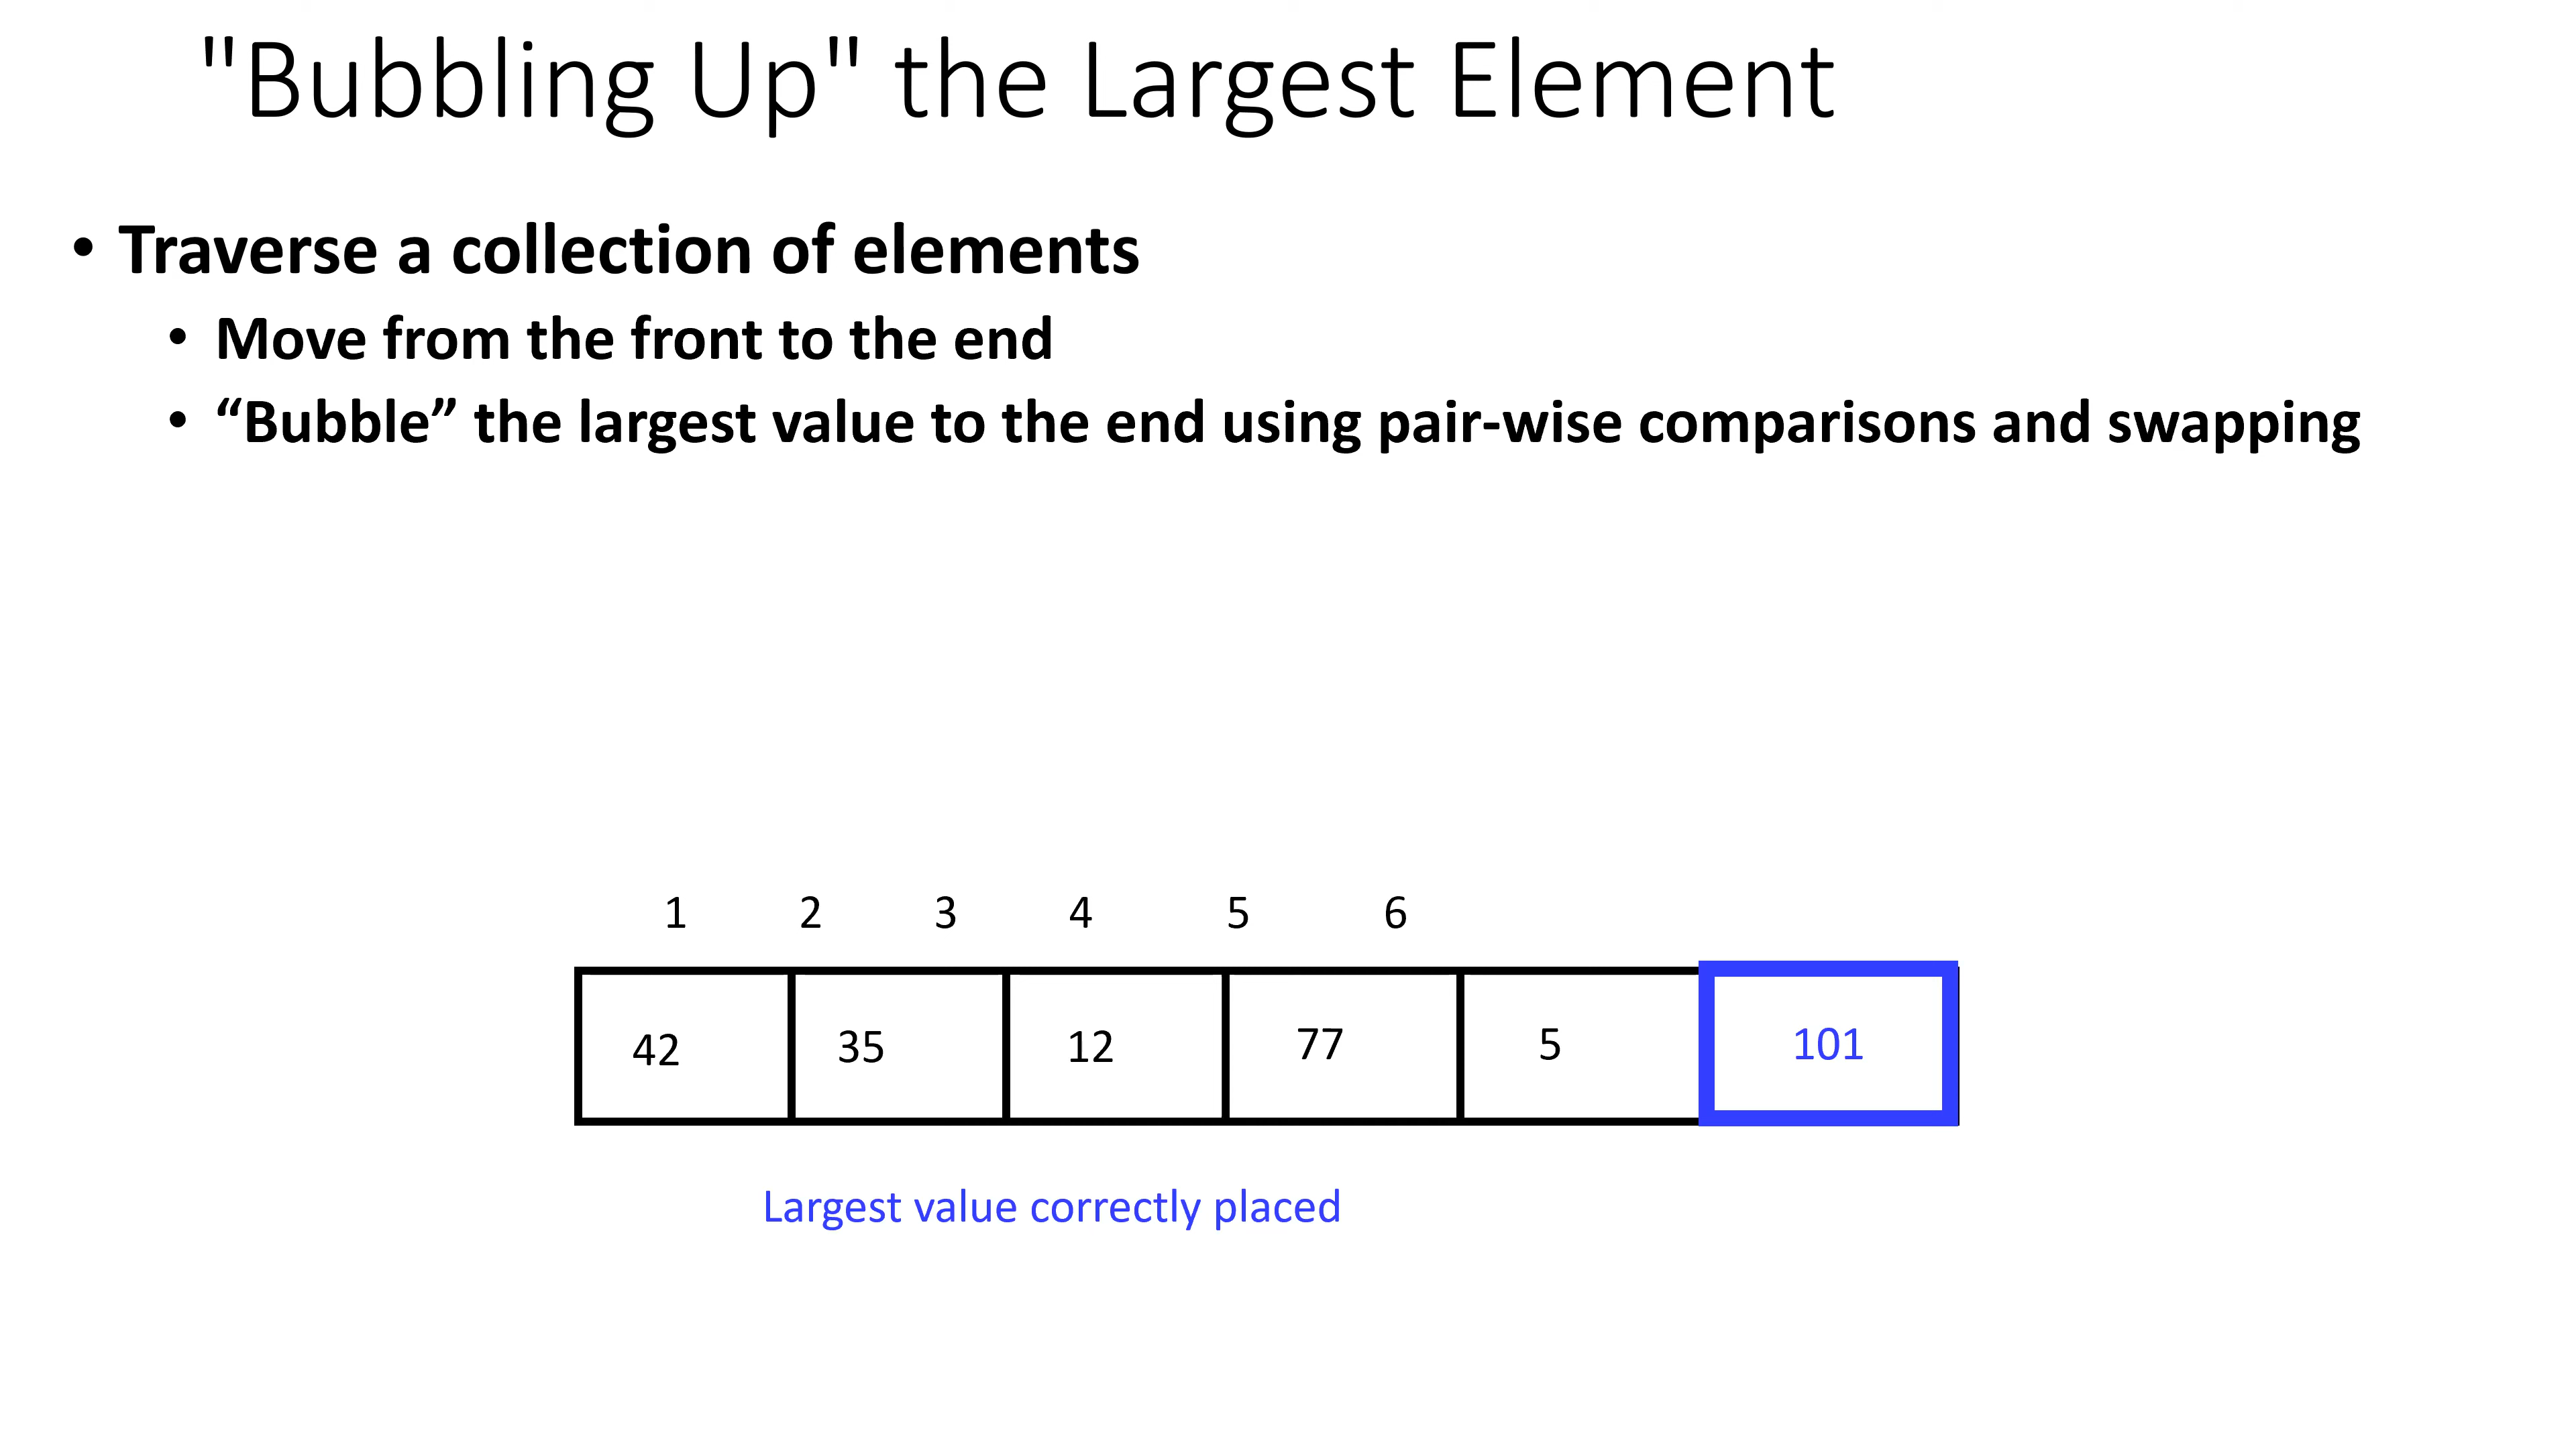 "Bubbling Up" the Largest Element
• Traverse a collection of elements
• Move from the front to the end
• “Bubble” the largest value to the end using pair-wise comparisons and swapping
1 2 3 4 5 6
42 35 12 77 5 101
Largest value correctly placed